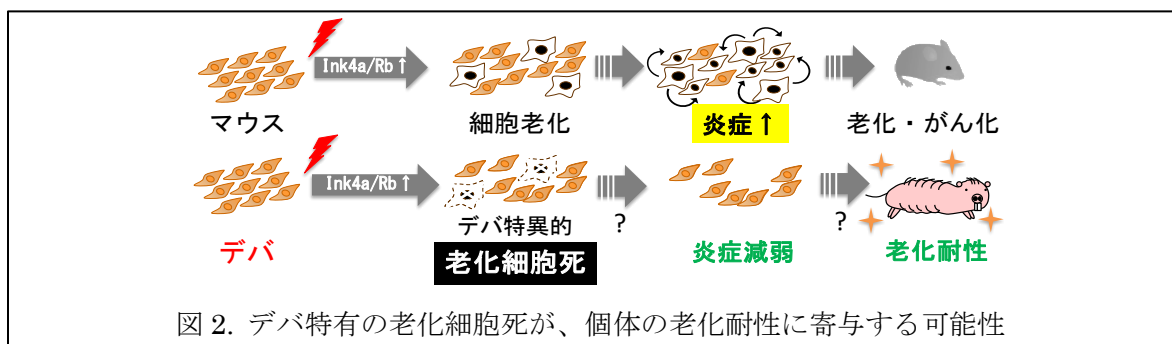 Ink4a/Rb↑
マウス
細胞老化
炎症↑
老化・がん化
Ink4a/Rb↑
デバ
デバ特異的
老化細胞死
?
炎症減弱
?
老化耐性
図 2. デバ特有の老化細胞死が、個体の老化耐性に寄与する可能性